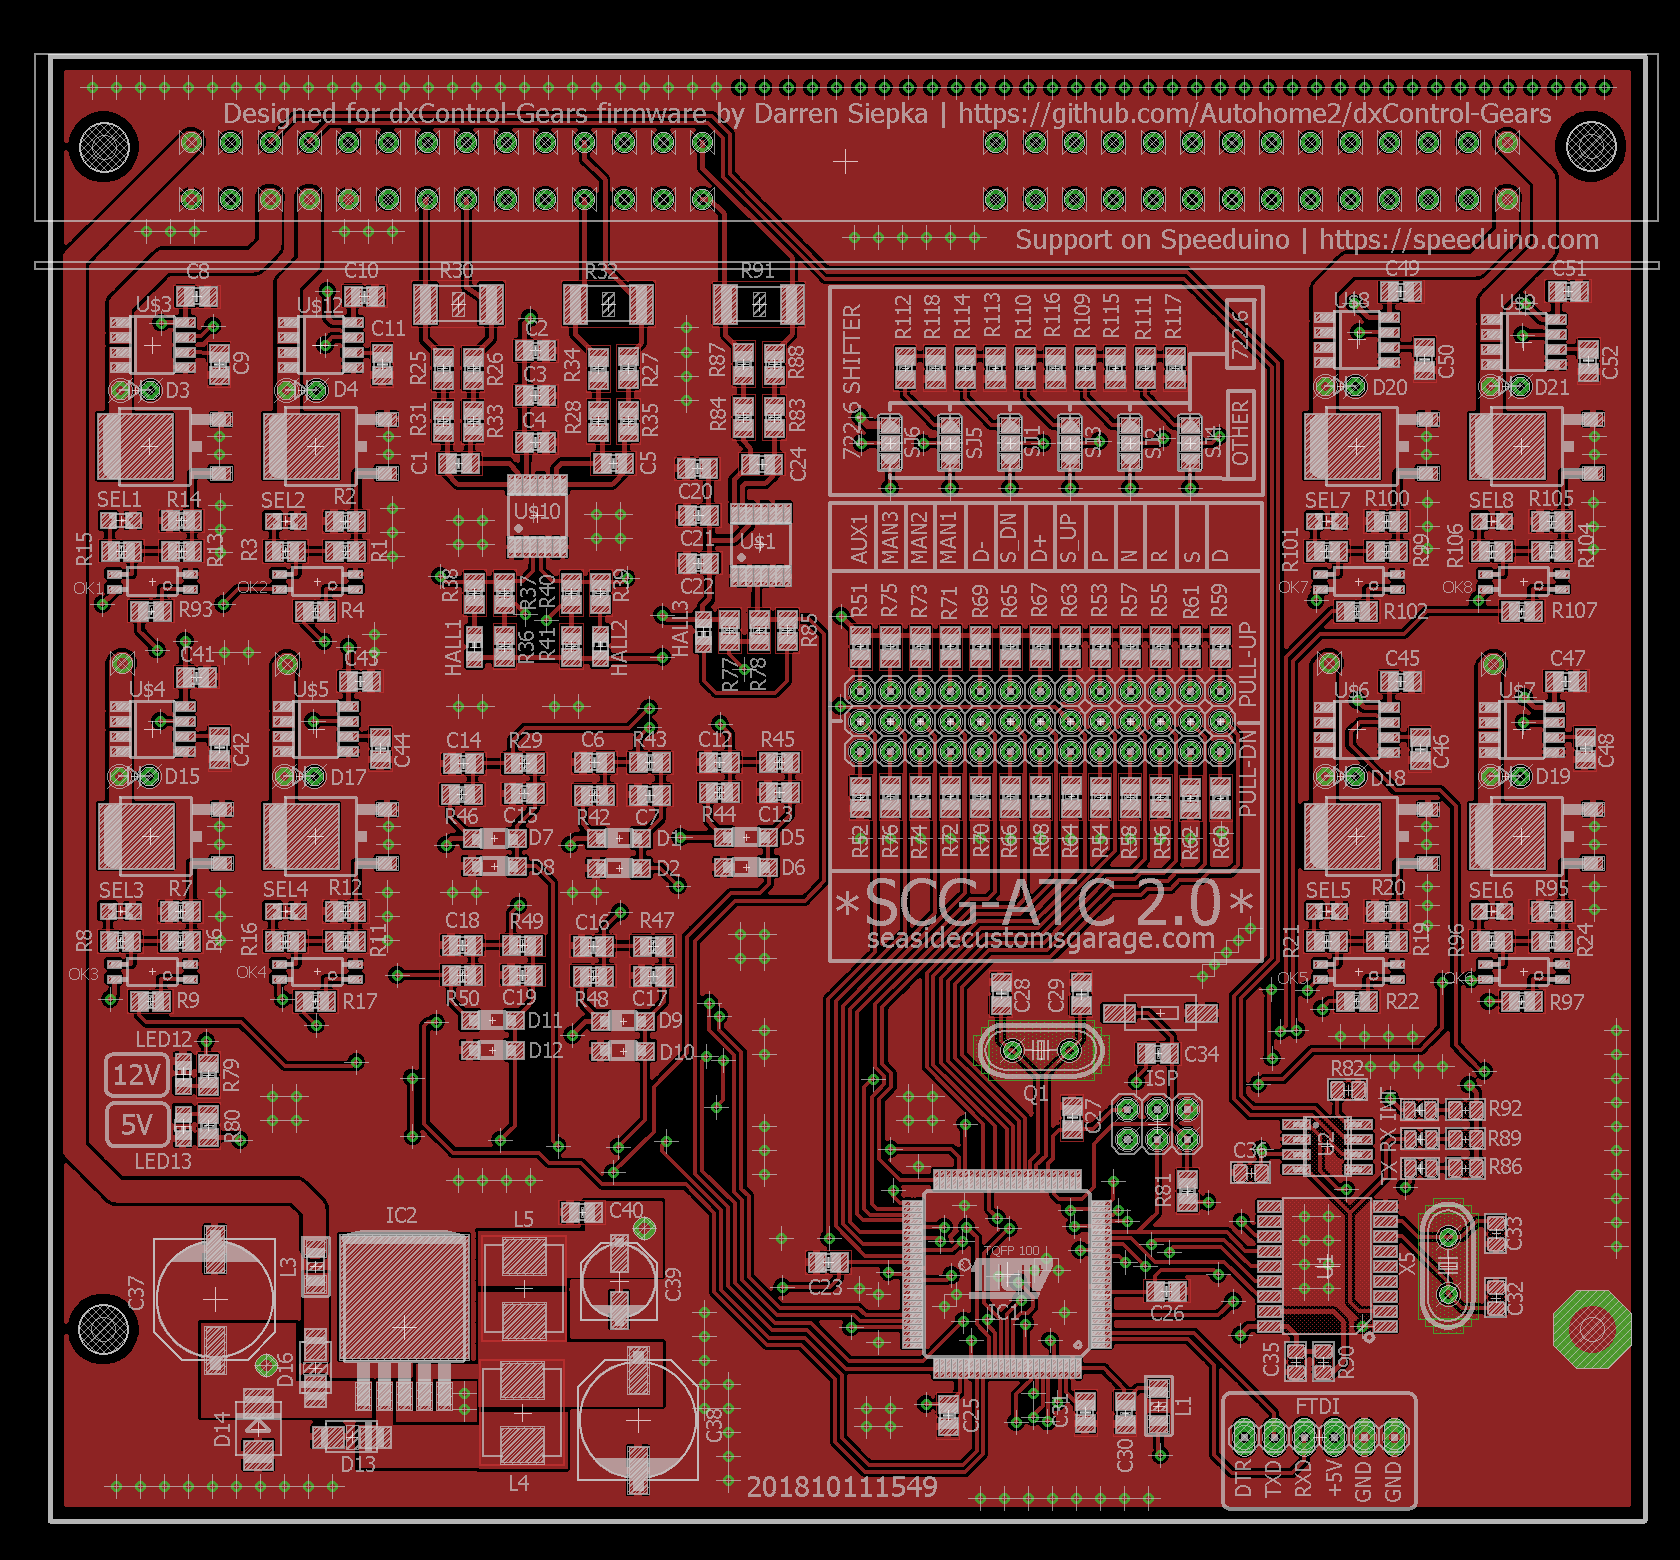 Designed for dxControl-Gears firmware by Darren Siepka | https://github.com/Autohome2/dxControl-Gears
Support on Speeduino | https://speeduino.com
C8 C10 R30 R32 R91 C49 C51
U$3 U$12 U$8 U$9
C9 C11 C2 C3 C4 C50 C52
R25 R26 R34 R27 R87 R88
R31 R33 R28 R35 R84 R83
D3 D4 D20 D21
72226 SHIFTER
R112 R118 R114 R113 R110 R116 R109 R115 R111 R117
7226
OTHER
SJ6 SJ5 SJ1 SJ3 SJ2 SJ4
C1 C5 C24 C20 C21 C22
SEL1 R14 SEL2 R2 SEL7 R100 SEL8 R105
U$10 U$1
R15 R13 R3 R1 R101 R99 R106 R104
OK1 OK2 OK7 OK8
R93 R4 R102 R107
AUX1 MAN3 MAN2 MAN1 D- S_DN D+ S_UP P N R S D
R38 R37 R40 R39
HALL1 R36 R41 HALL2 HALL3 R77 R78 R85
R51 R75 R73 R71 R69 R65 R67 R63 R53 R57 R55 R61 R59
PULL-UP
PULL-DN
C41 C43 C45 C47
U$4 U$5 U$6 U$7
C42 C44 C46 C48
D15 D17 D18 D19
C14 R29 C6 R43 C12 R45
R46 C15 R42 C7 R44 C13
D7 D1 D5
D8 D2 D6
R52 R76 R74 R72 R70 R66 R68 R64 R54 R58 R56 R62 R60
SEL3 R7 SEL4 R12 SEL5 R20 SEL6 R95
*SCG-ATC 2.0*
seasidecustomsgarage.com
R8 R6 R16 R11 R21 R19 R96 R24
OK3 OK4 OK5 OK6
R9 R17 R22 R97
C18 R49 C16 R47
R50 C19 R48 C17
D11 D9
D12 D10
C28 C29
LED12
12V R79
5V R80
LED13
Q1 C34
ISP
C27 R81
R82
TX RX INT
R92
R89
R86
U2 C36
IC2 L5 C40
C37 L3 C39
C23 TQFP 100
IC1 C26
U1 X5 C33 C32
C35 R90
D16 D14 D13
L4 C38
C25 C31 C30 L1
201810111549
FTDI
DTR TXD RXD +5V GND GND